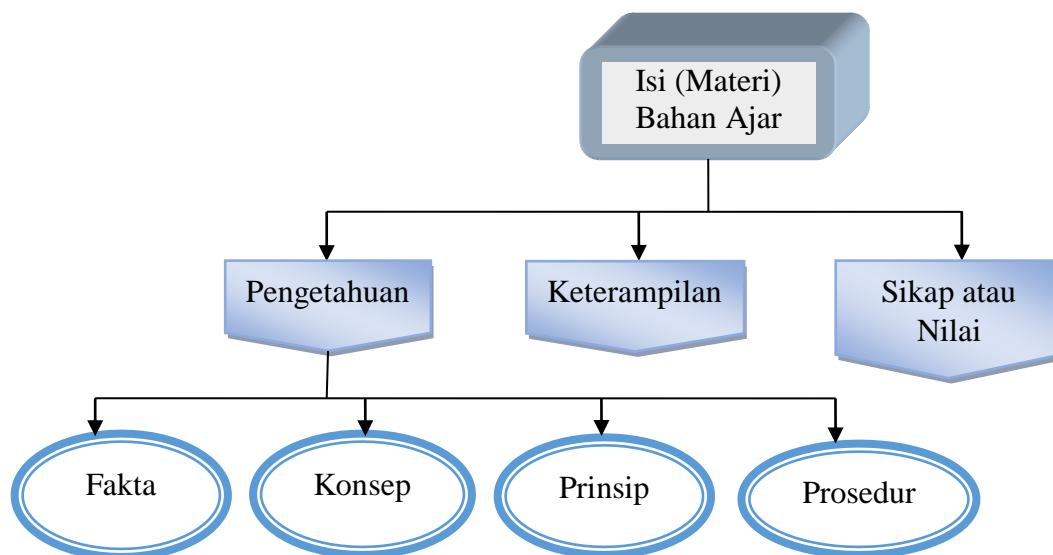 Isi (Materi)
Bahan Ajar
Pengetahuan
Keterampilan
Sikap atau
Nilai
Fakta
Konsep
Prinsip
Prosedur